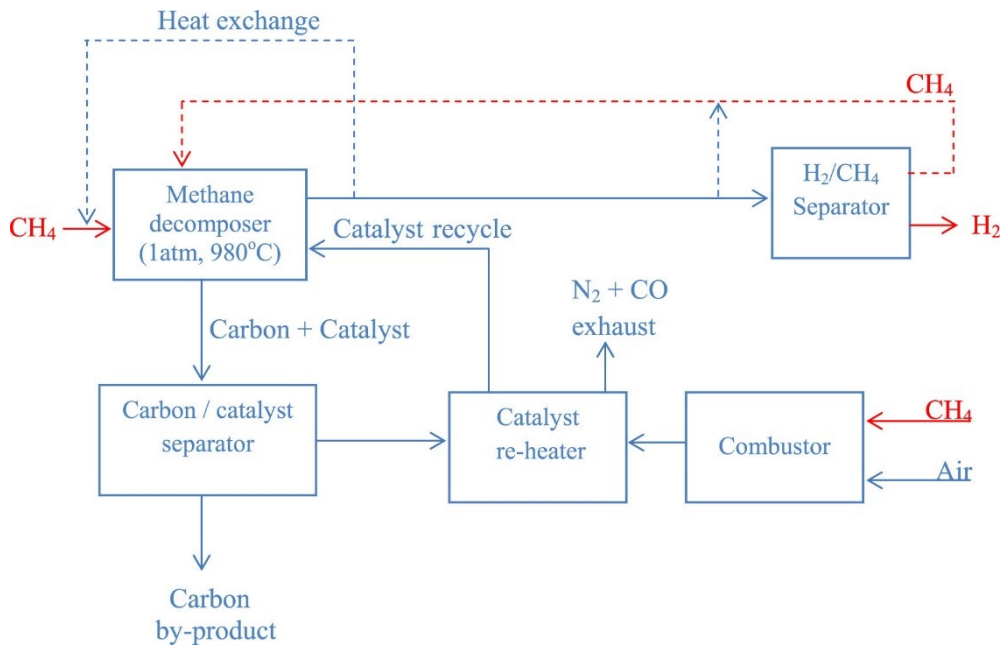 Heat exchange
CH₄
Methane
decomposer
(1atm, 980°C)
H₂/CH₄
Separator
CH₄
H₂
Catalyst recycle
N₂ + CO
exhaust
Carbon + Catalyst
Carbon / catalyst
separator
Catalyst
re-heater
Combustor
CH₄
Air
Carbon
by-product